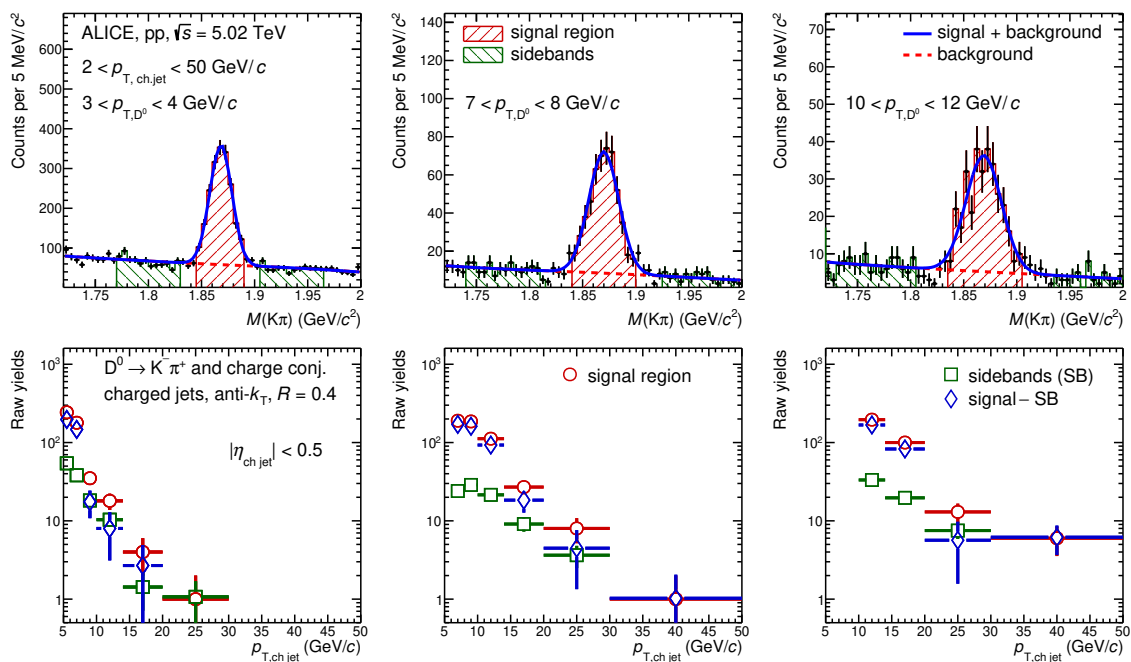 Counts per 5 MeV/c²
600
500
400
300
200
100
ALICE, pp, √s = 5.02 TeV
2 < p_T, ch.jet < 50 GeV/c
3 < p_T,D⁰ < 4 GeV/c
1.75 1.8 1.85 1.9 1.95 2
M(Kπ) (GeV/c²)
Counts per 5 MeV/c²
140
120
100
80
60
40
20
signal region
sidebands
7 < p_T,D⁰ < 8 GeV/c
1.75 1.8 1.85 1.9 1.95 2
M(Kπ) (GeV/c²)
Counts per 5 MeV/c²
70
60
50
40
30
20
10
signal + background
background
10 < p_T,D⁰ < 12 GeV/c
1.75 1.8 1.85 1.9 1.95 2
M(Kπ) (GeV/c²)
Raw yields
10³
10²
10
1
D⁰ → K⁻π⁺ and charge conj.
charged jets, anti-k_T, R = 0.4
|η_ch jet| < 0.5
5 10 15 20 25 30 35 40 45 50
p_T,ch jet (GeV/c)
Raw yields
10³
10²
10
1
signal region
5 10 15 20 25 30 35 40 45 50
p_T,ch jet (GeV/c)
Raw yields
10³
10²
10
1
sidebands (SB)
signal – SB
5 10 15 20 25 30 35 40 45 50
p_T,ch jet (GeV/c)